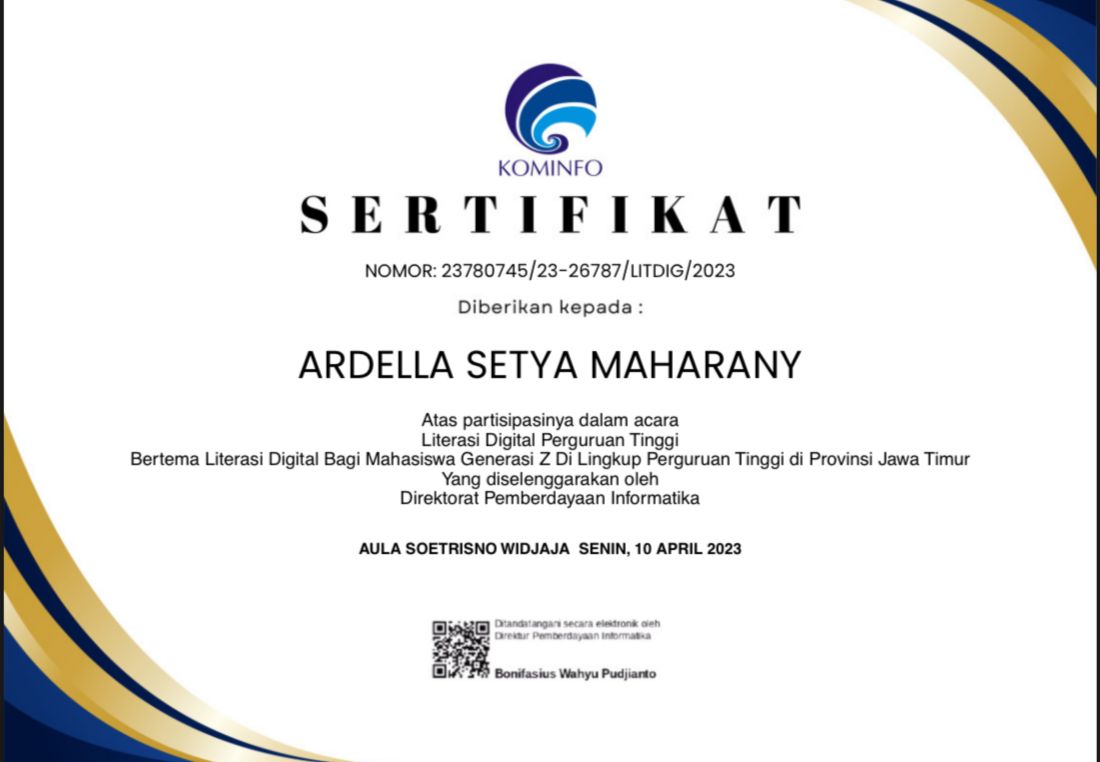 KOMINFO
SERTIFIKAT
NOMOR: 23780745/23-26787/LITDIG/2023
Diberikan kepada :
ARDELLA SETYA MAHARANY
Atas partisipasinya dalam acara
Literasi Digital Perguruan Tinggi
Bertema Literasi Digital Bagi Mahasiswa Generasi Z Di Lingkup Perguruan Tinggi di Provinsi Jawa Timur
Yang diselenggarakan oleh
Direktorat Pemberdayaan Informatika
AULA SOETRISNO WIDJAJA SENIN, 10 APRIL 2023
Ditandatangani secara elektronik oleh
Direktur Pemberdayaan Informatika
Bonifasius Wahyu Pudjianto